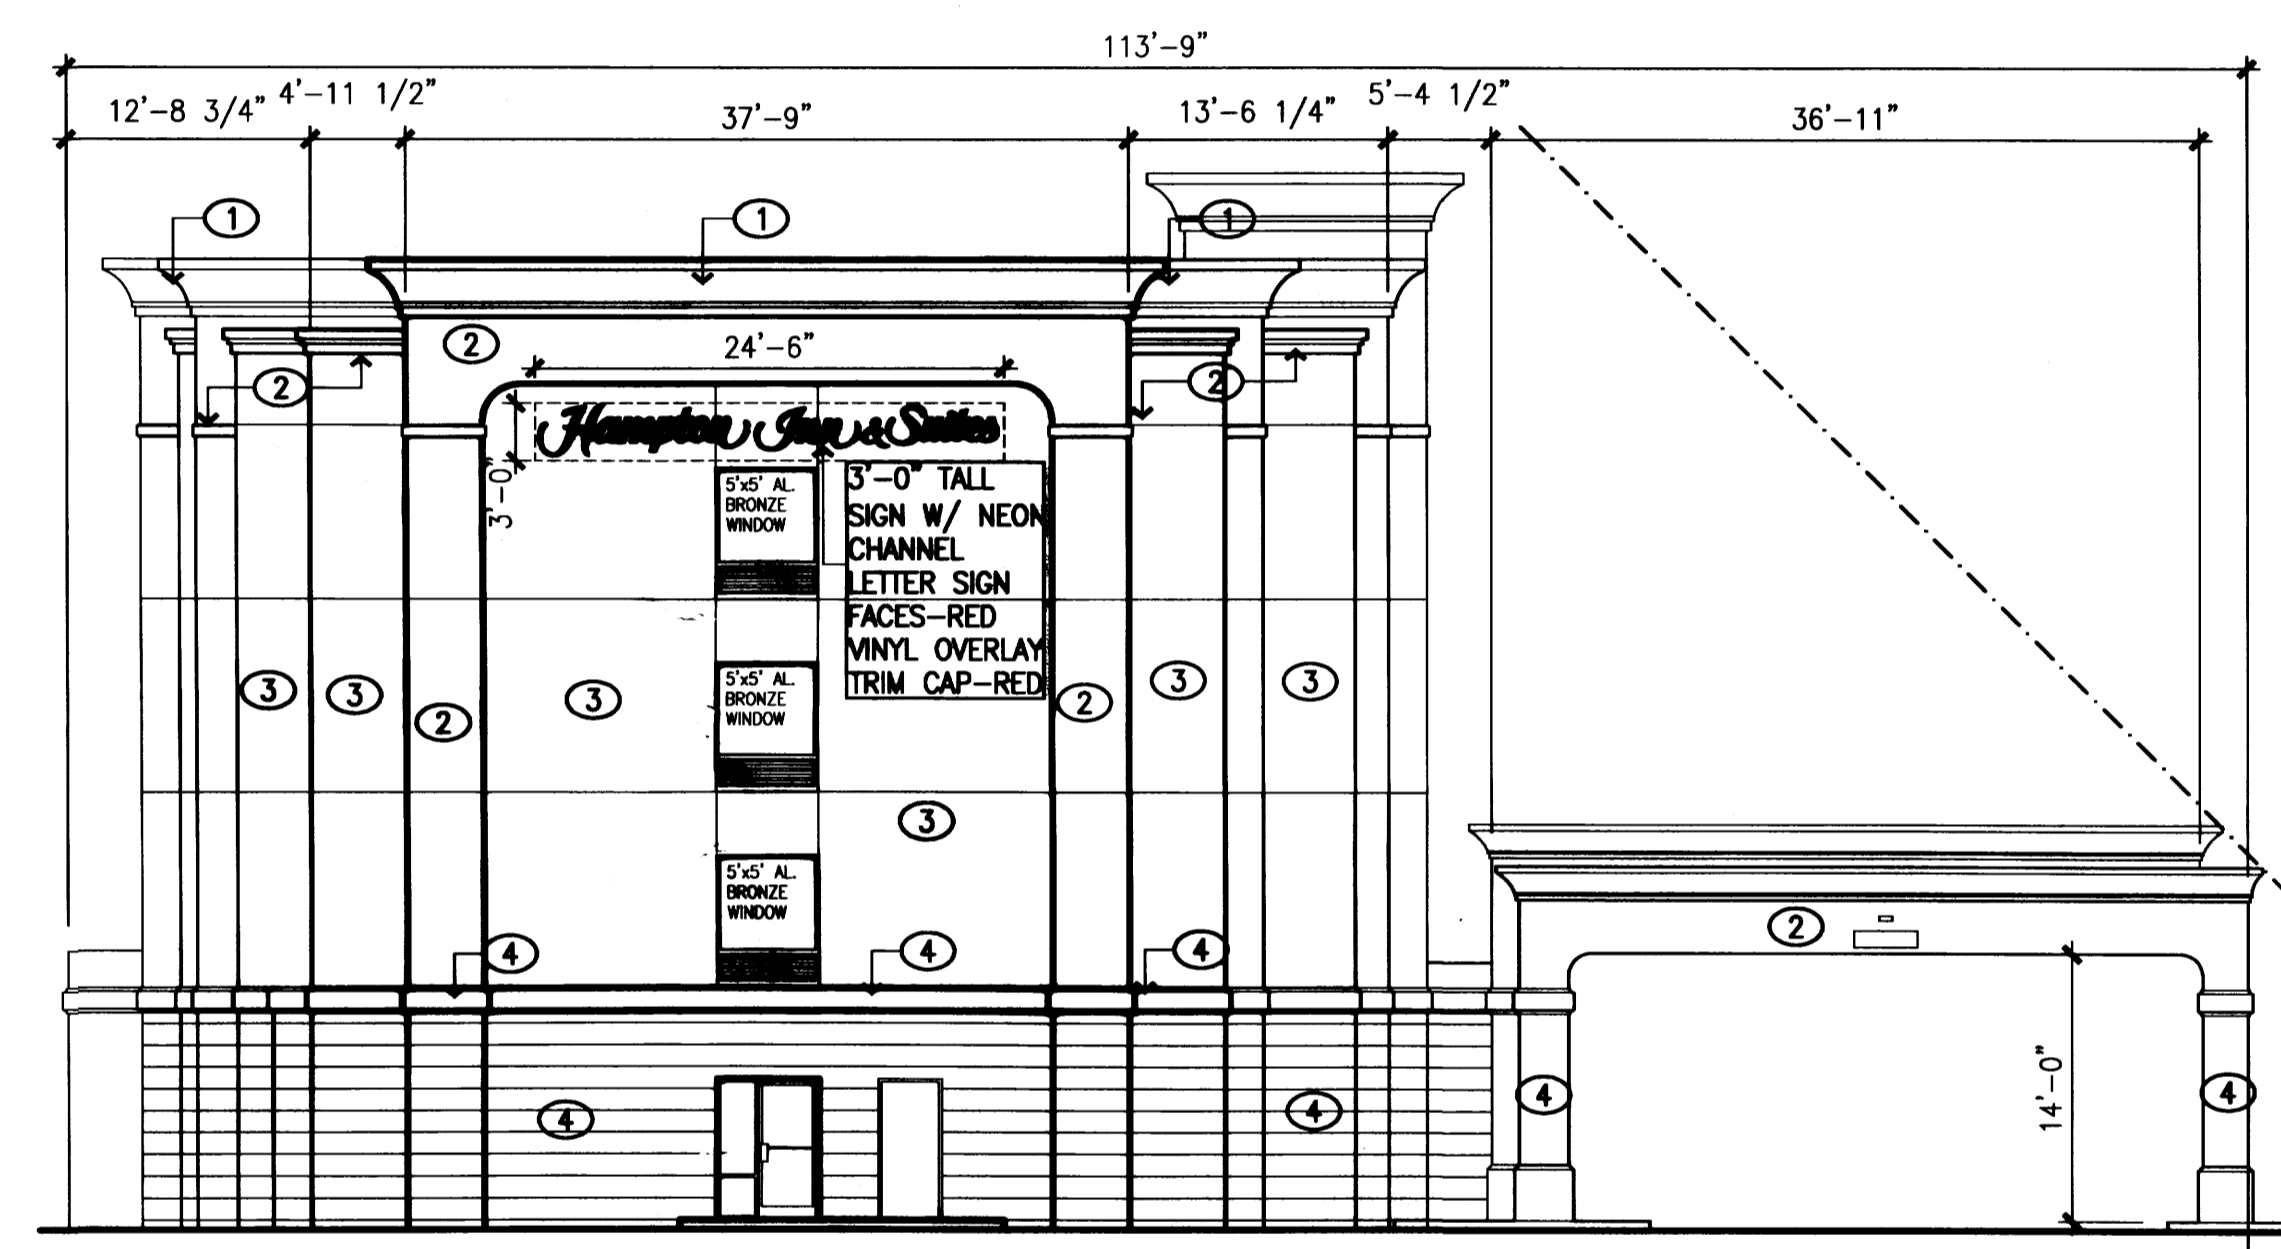 113'-9"
12'-8 3/4" 4'-11 1/2" 37'-9" 13'-6 1/4" 5'-4 1/2" 36'-11"
1 1 1
2 24'-6"
2 2
Hampton Inn & Suites
3'-0"
5'x5' AL.
BRONZE
WINDOW
3'-0" TALL
SIGN W/ NEON
CHANNEL
LETTER SIGN
FACES-RED
VINYL OVERLAY
TRIM CAP-RED
3 3 2 3
5'x5' AL.
BRONZE
WINDOW
2 3 3
3
5'x5' AL.
BRONZE
WINDOW
4 4 4 2
4 4 4 14'-0" 4